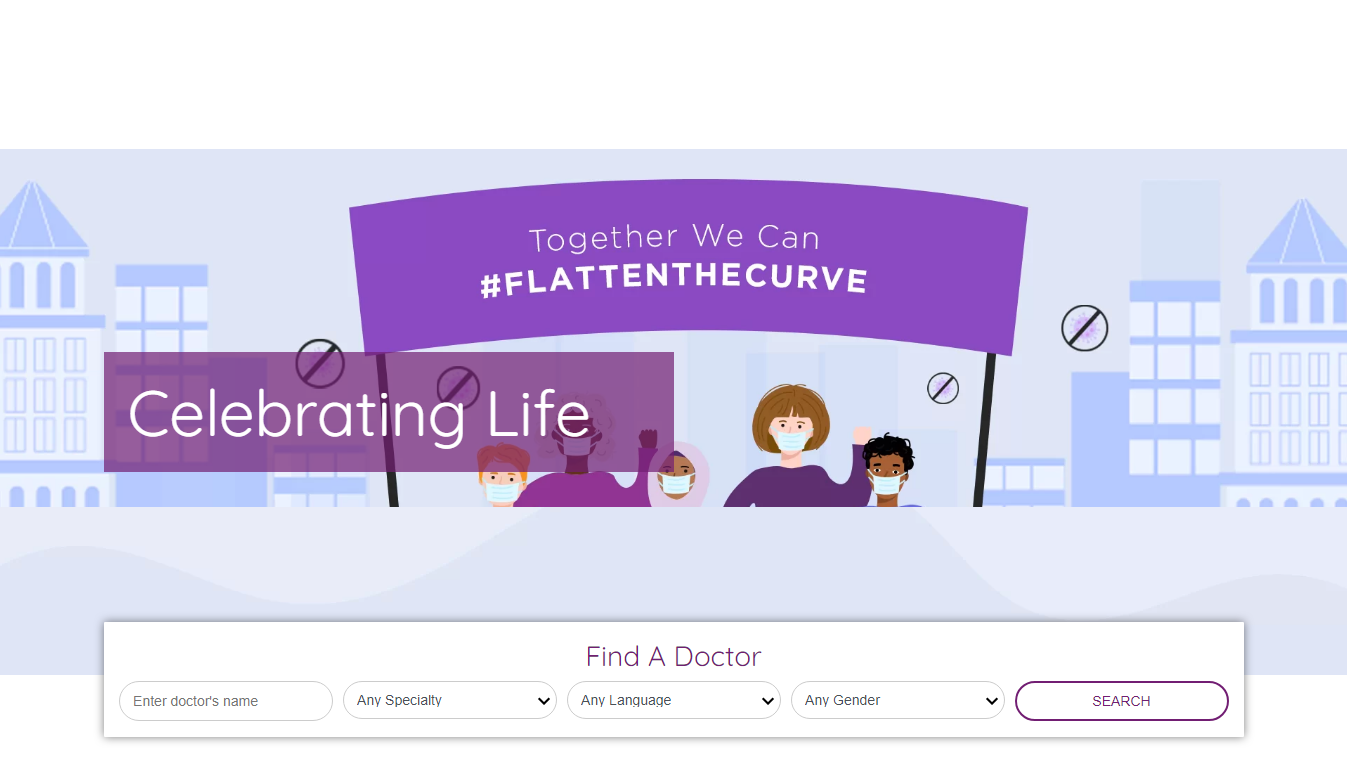 Together We Can
#FLATTENTHECURVE
Celebrating Life
Find A Doctor
Enter doctor's name
Any Specialty
Any Language
Any Gender
SEARCH